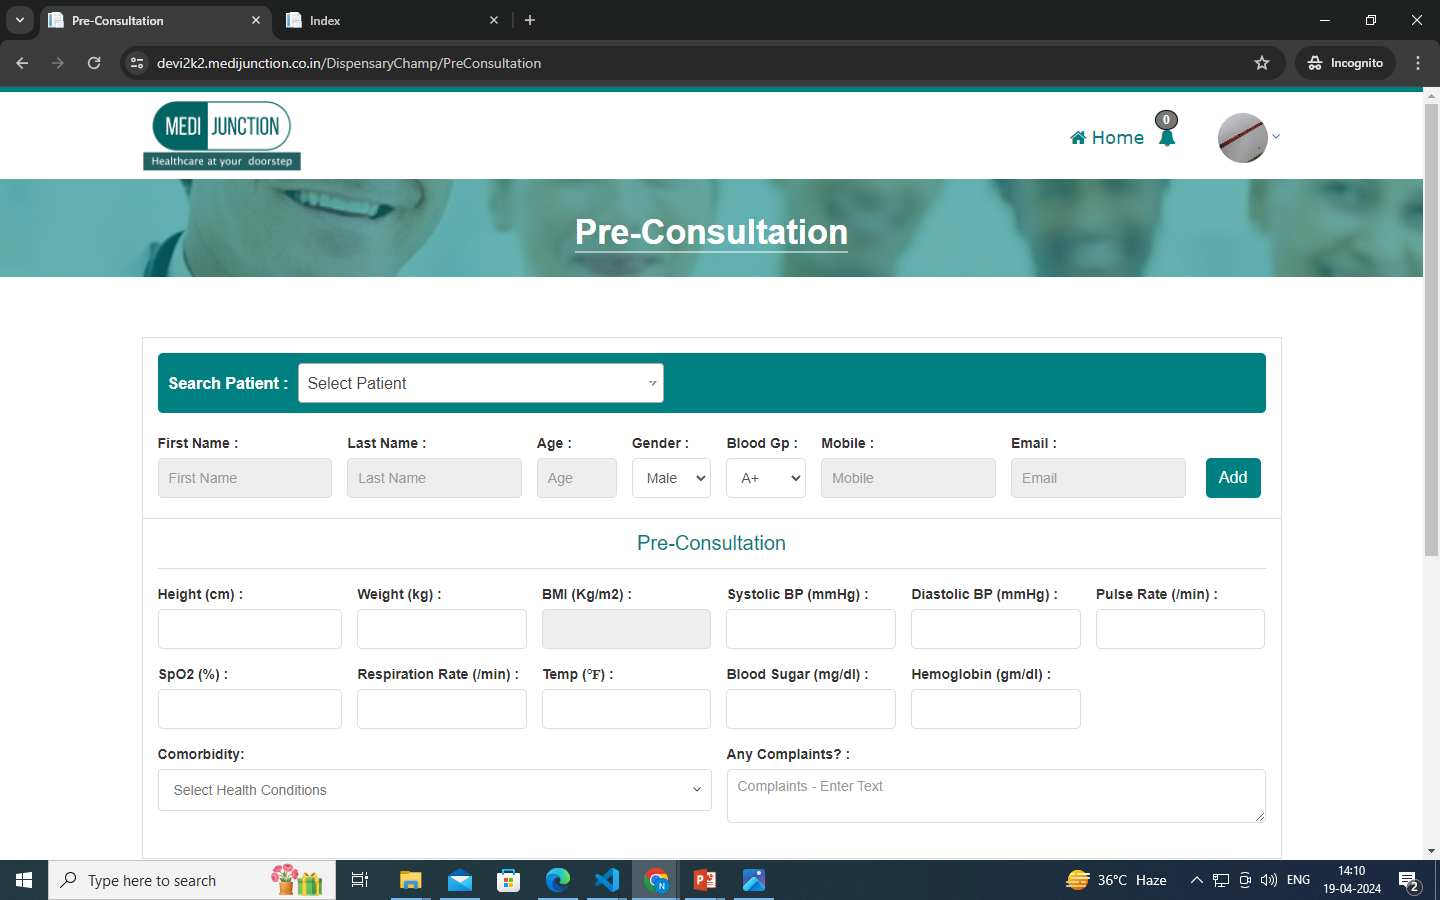 Pre-Consultation
Index
devi2k2.medijunction.co.in/DispensaryChamp/PreConsultation
Incognito
MEDI JUNCTION
Healthcare at your doorstep
Home
0
Pre-Consultation
Search Patient :
Select Patient
First Name :
Last Name :
Age :
Gender :
Blood Gp :
Mobile :
Email :
First Name
Last Name
Age
Male
A+
Mobile
Email
Add
Pre-Consultation
Height (cm) :
Weight (kg) :
BMI (Kg/m2) :
Systolic BP (mmHg) :
Diastolic BP (mmHg) :
Pulse Rate (/min) :
SpO2 (%) :
Respiration Rate (/min) :
Temp (°F) :
Blood Sugar (mg/dl) :
Hemoglobin (gm/dl) :
Comorbidity:
Any Complaints? :
Select Health Conditions
Complaints - Enter Text
Type here to search
N
P
36°C Haze
ENG
14:10
19-04-2024
2